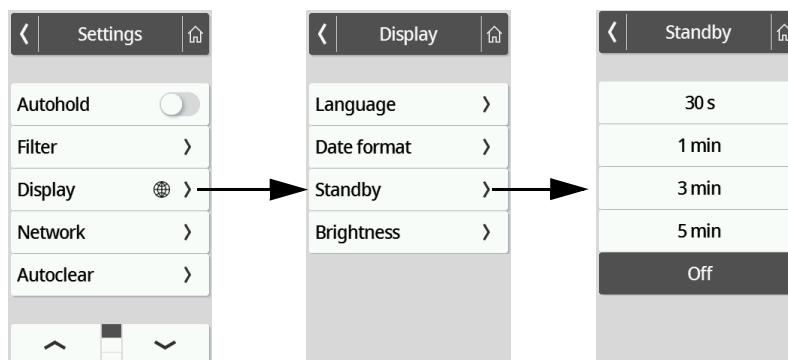 Settings
Autohold
Filter
Display
Network
Autoclear
Display
Language
Date format
Standby
Brightness
Standby
30 s
1 min
3 min
5 min
Off